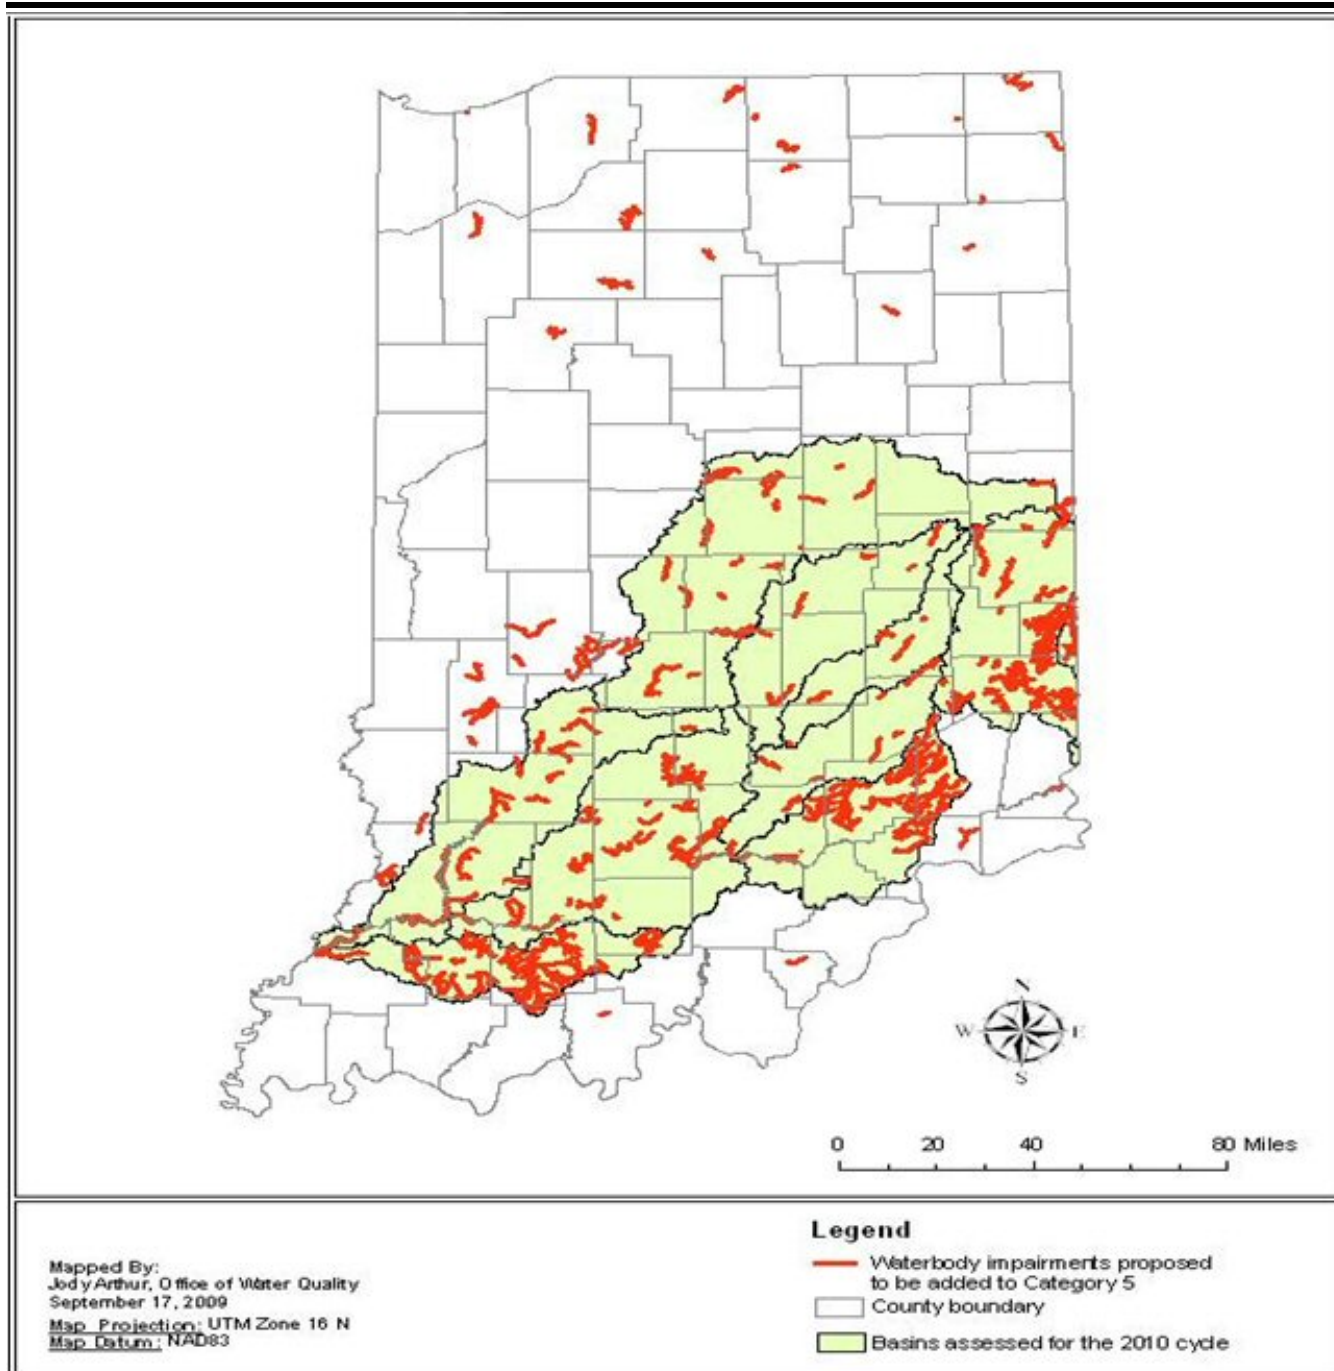 N
W E
S
0 20 40 80 Miles
Mapped By:
Jody Arthur, Office of Water Quality
September 17, 2009
Map Projection: UTM Zone 16 N
Map Datum: NAD83
Legend
Waterbody impairments proposed
to be added to Category 5
County boundary
Basins assessed for the 2010 cycle